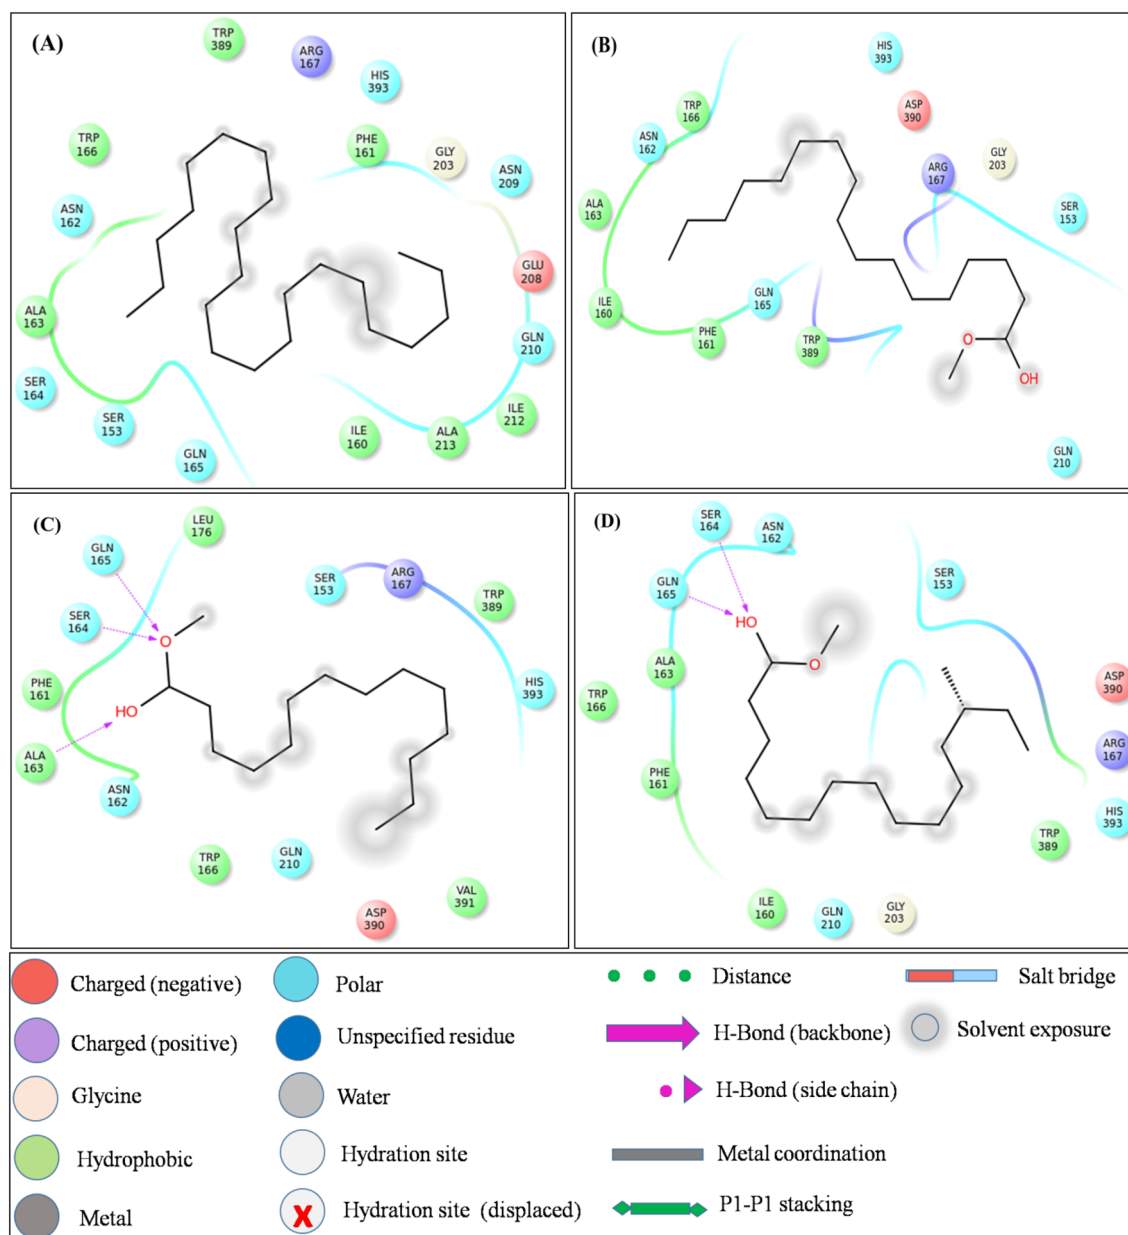 (A)
TRP
389
ARG
167
HIS
393
TRP
166
PHE
161
GLY
203
ASN
209
ASN
162
GLU
208
ALA
163
GLN
210
SER
164
SER
153
GLN
165
ILE
160
ALA
213
ILE
212
(B)
HIS
393
ASP
390
TRP
166
ASN
162
GLY
203
ARG
167
ALA
163
SER
153
ILE
160
GLN
165
PHE
161
TRP
389
O
OH
GLN
210
(C)
LEU
176
GLN
165
SER
153
ARG
167
TRP
389
SER
164
O
PHE
161
HO
HIS
393
ALA
163
ASN
162
TRP
166
GLN
210
VAL
391
ASP
390
(D)
SER
164
ASN
162
GLN
165
SER
153
HO
O
ALA
163
TRP
166
ASP
390
ARG
167
PHE
161
HIS
393
TRP
389
ILE
160
GLN
210
GLY
203
Charged (negative)
Charged (positive)
Glycine
Hydrophobic
Metal
Polar
Unspecified residue
Water
Hydration site
X
Hydration site (displaced)
Distance
H-Bond (backbone)
H-Bond (side chain)
Metal coordination
P1-P1 stacking
Salt bridge
Solvent exposure